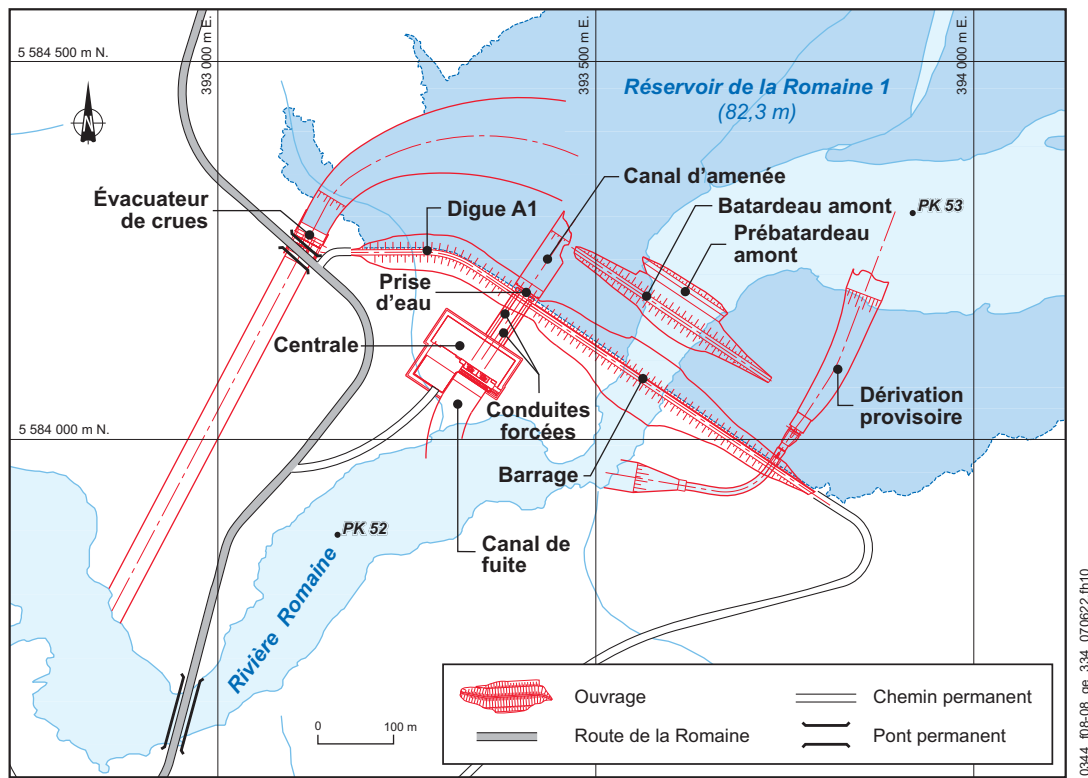 393 000 m E.
393 500 m E.
394 000 m E.
5 584 500 m N.
Réservoir de la Romaine 1
(82,3 m)
N
Canal d'amenée
Évacuateur
de crues
Digue A1
Batardeau amont
PK 53
Prébatardeau
amont
Prise
d'eau
Centrale
Dérivation
provisoire
Conduites
forcées
5 584 000 m N.
Barrage
PK 52
Canal de
fuite
Rivière Romaine
Ouvrage
Chemin permanent
Route de la Romaine
Pont permanent
0
100 m
0344_f08-08_ge_334_070622.fh10